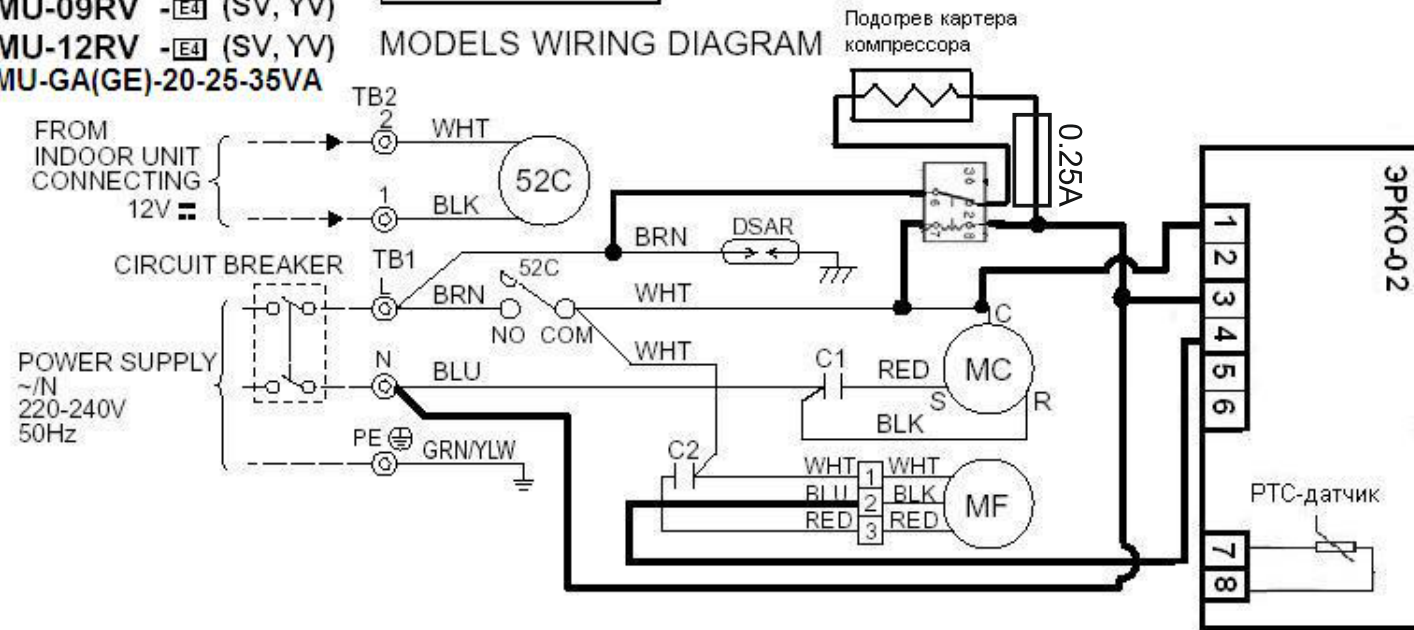 MU-09RV -E4 (SV, YV)
MU-12RV -E4 (SV, YV)
MU-GA(GE)-20-25-35VA
MODELS WIRING DIAGRAM
Подогрев картера
компрессора
TB2
2
WHT
FROM
INDOOR UNIT
CONNECTING
12V
52C
1
BLK
0.25A
ЭРКО-02
1
2
3
4
5
6
7
8
BRN
DSAR
CIRCUIT BREAKER
TB1
L
BRN
52C
NO
COM
WHT
C
POWER SUPPLY
~/N
220-240V
50Hz
N
BLU
WHT
C1
RED
S
MC
R
BLK
PE
GRN/YLW
C2
WHT
1
WHT
BLU
2
BLK
RED
3
RED
MF
РТС-датчик